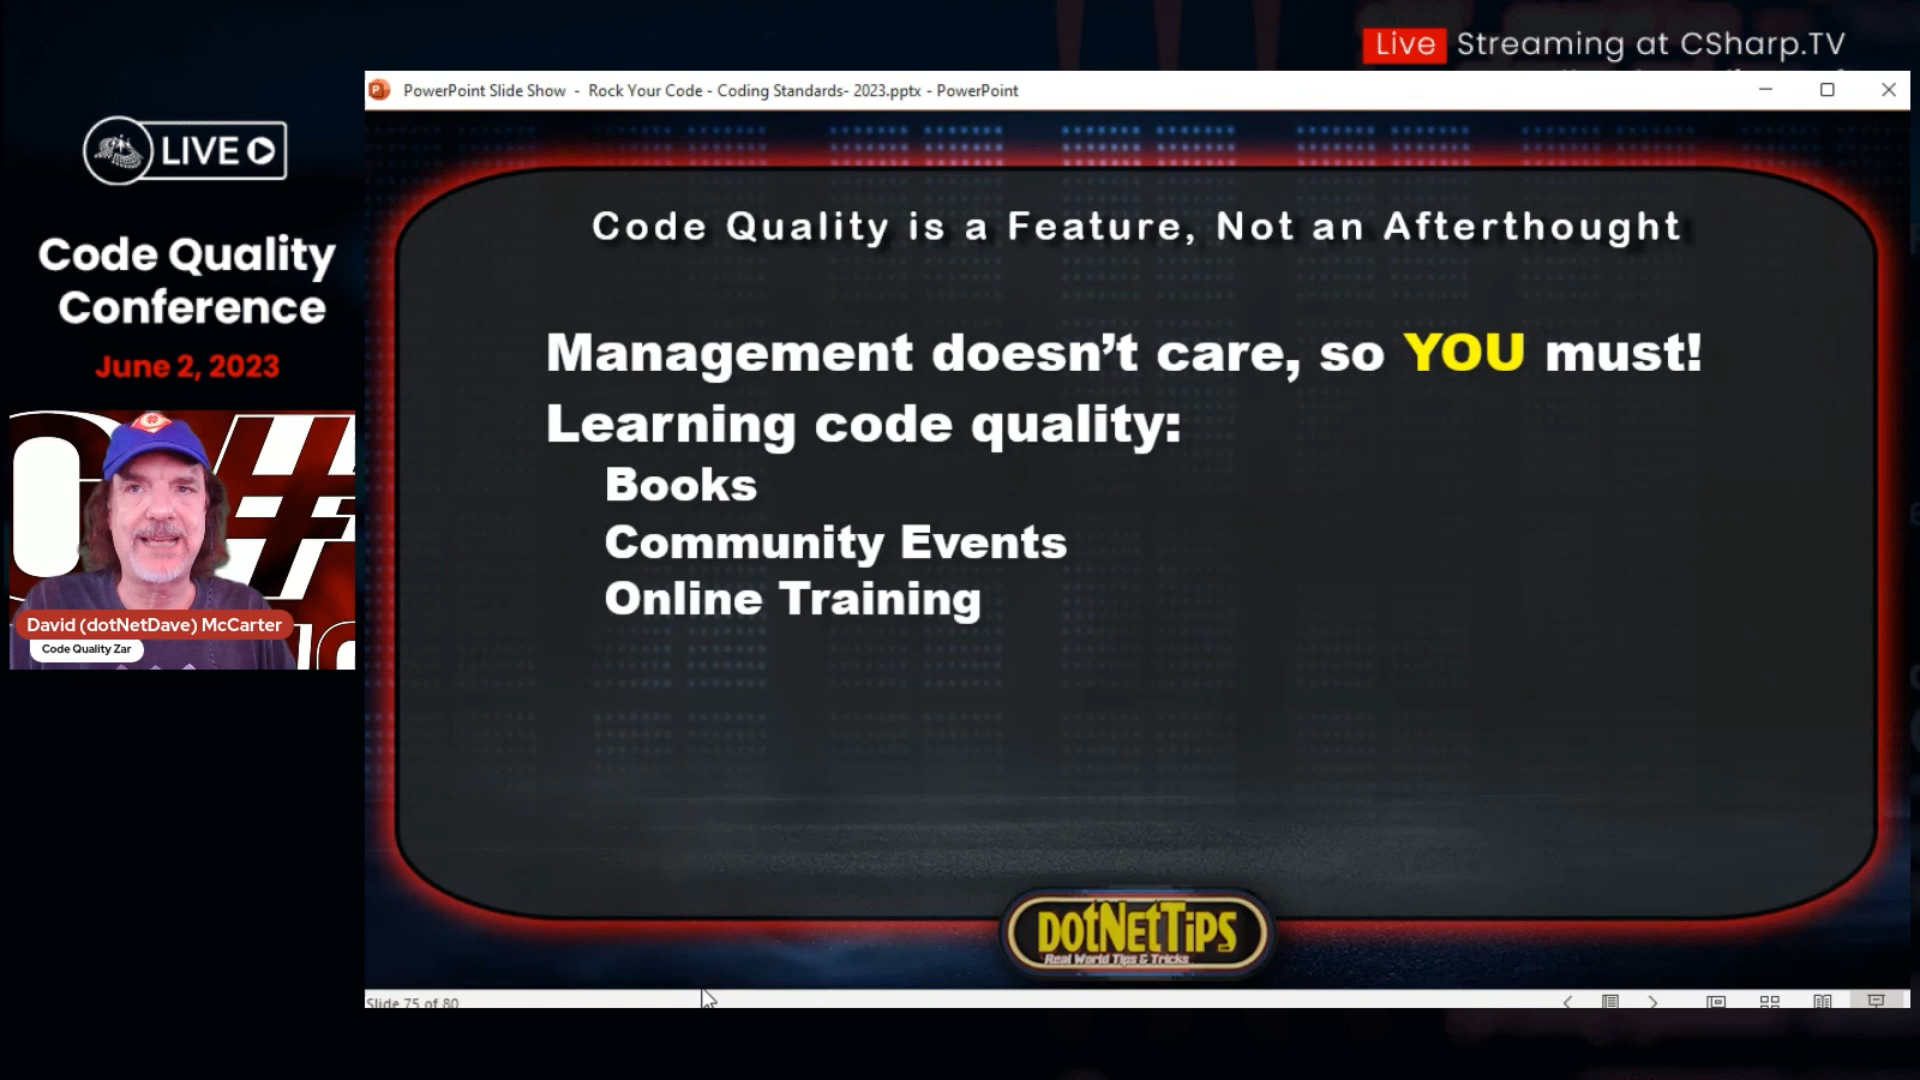 Live Streaming at CSharp.TV
PowerPoint Slide Show - Rock Your Code - Coding Standards- 2023.pptx - PowerPoint
LIVE
Code Quality
Conference
June 2, 2023
David (dotNetDave) McCarter
Code Quality Zar
Code Quality is a Feature, Not an Afterthought
Management doesn’t care, so YOU must!
Learning code quality:
Books
Community Events
Online Training
dotNetTips
Real World Tips & Tricks
Slide 75 of 80